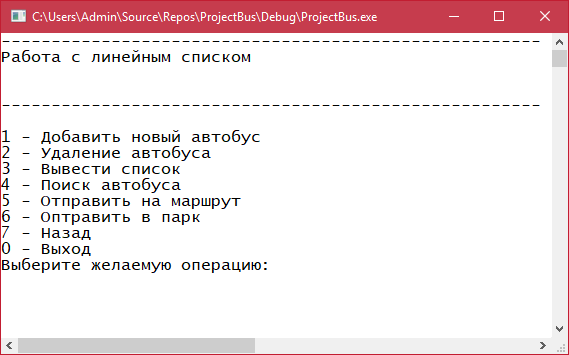 C:\Users\Admin\Source\Repos\ProjectBus\Debug\ProjectBus.exe
------------------------------------------------------
Работа с линейным списком
------------------------------------------------------
1 - Добавить новый автобус
2 - Удаление автобуса
3 - Вывести список
4 - Поиск автобуса
5 - Отправить на маршрут
6 - Оптравить в парк
7 - Назад
0 - Выход
Выберите желаемую операцию: